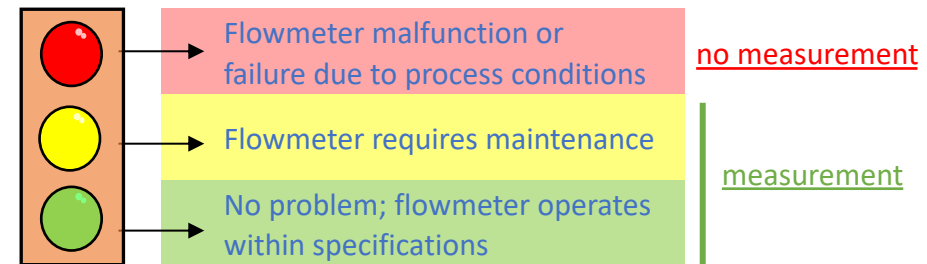 Flowmeter malfunction or
failure due to process conditions
no measurement
Flowmeter requires maintenance
measurement
No problem; flowmeter operates
within specifications